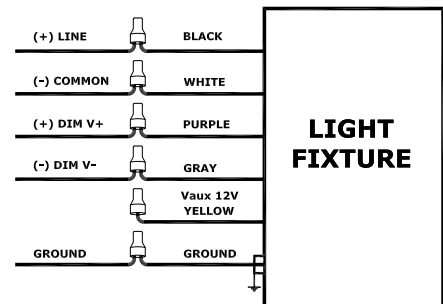 (+) LINE BLACK
(-) COMMON WHITE
(+) DIM V+ PURPLE
LIGHT
FIXTURE
(-) DIM V- GRAY
Vaux 12V
YELLOW
GROUND GROUND